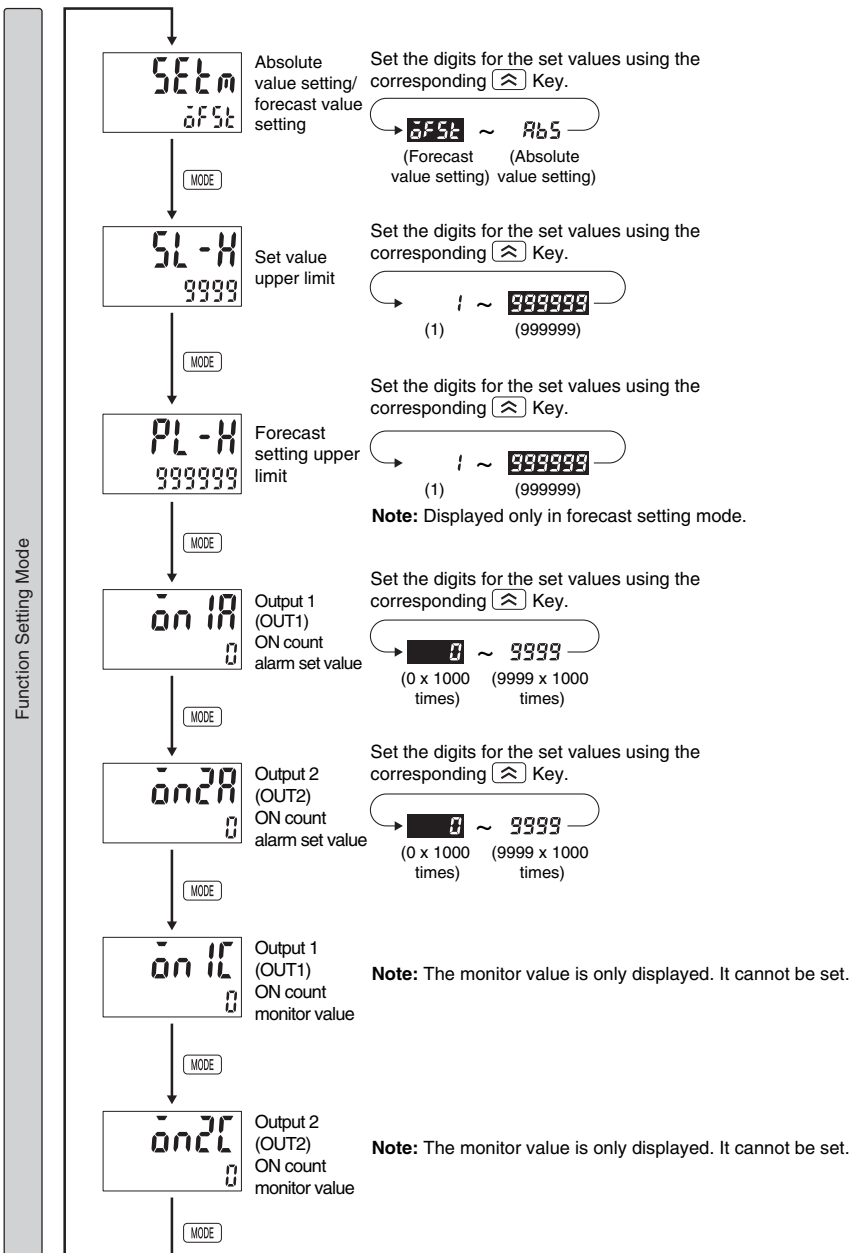 Function Setting Mode
SEtm
oFSt
Absolute
value setting/
forecast value
setting
Set the digits for the set values using the
corresponding Key.
oFSt ~ AbS
(Forecast
value setting)
(Absolute
value setting)
MODE
SL-H
9999
Set value
upper limit
Set the digits for the set values using the
corresponding Key.
1 ~ 999999
(1) (999999)
MODE
PL-H
999999
Forecast
setting upper
limit
Set the digits for the set values using the
corresponding Key.
1 ~ 999999
(1) (999999)
Note: Displayed only in forecast setting mode.
MODE
on1A
0
Output 1
(OUT1)
ON count
alarm set value
Set the digits for the set values using the
corresponding Key.
0 ~ 9999
(0 x 1000
times)
(9999 x 1000
times)
MODE
on2A
0
Output 2
(OUT2)
ON count
alarm set value
Set the digits for the set values using the
corresponding Key.
0 ~ 9999
(0 x 1000
times)
(9999 x 1000
times)
MODE
on1C
0
Output 1
(OUT1)
ON count
monitor value
Note: The monitor value is only displayed. It cannot be set.
MODE
on2C
0
Output 2
(OUT2)
ON count
monitor value
Note: The monitor value is only displayed. It cannot be set.
MODE